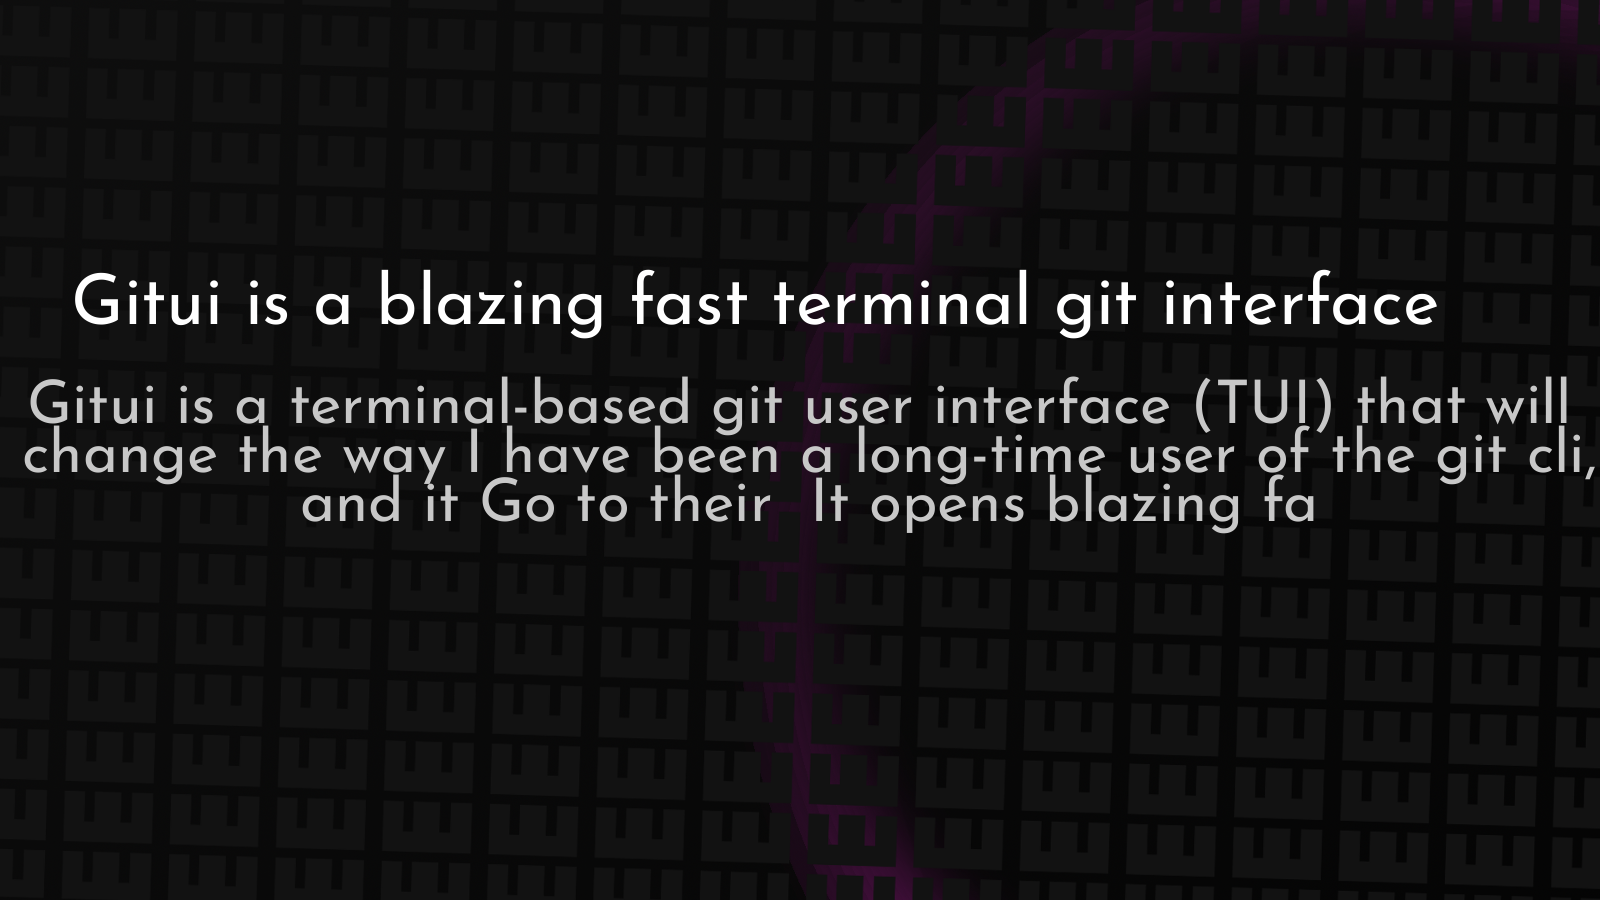 Gitui is a blazing fast terminal git interface
Gitui is a terminal-based git user interface (TUI) that will
change the way I have been a long-time user of the git cli,
and it Go to their  It opens blazing fa